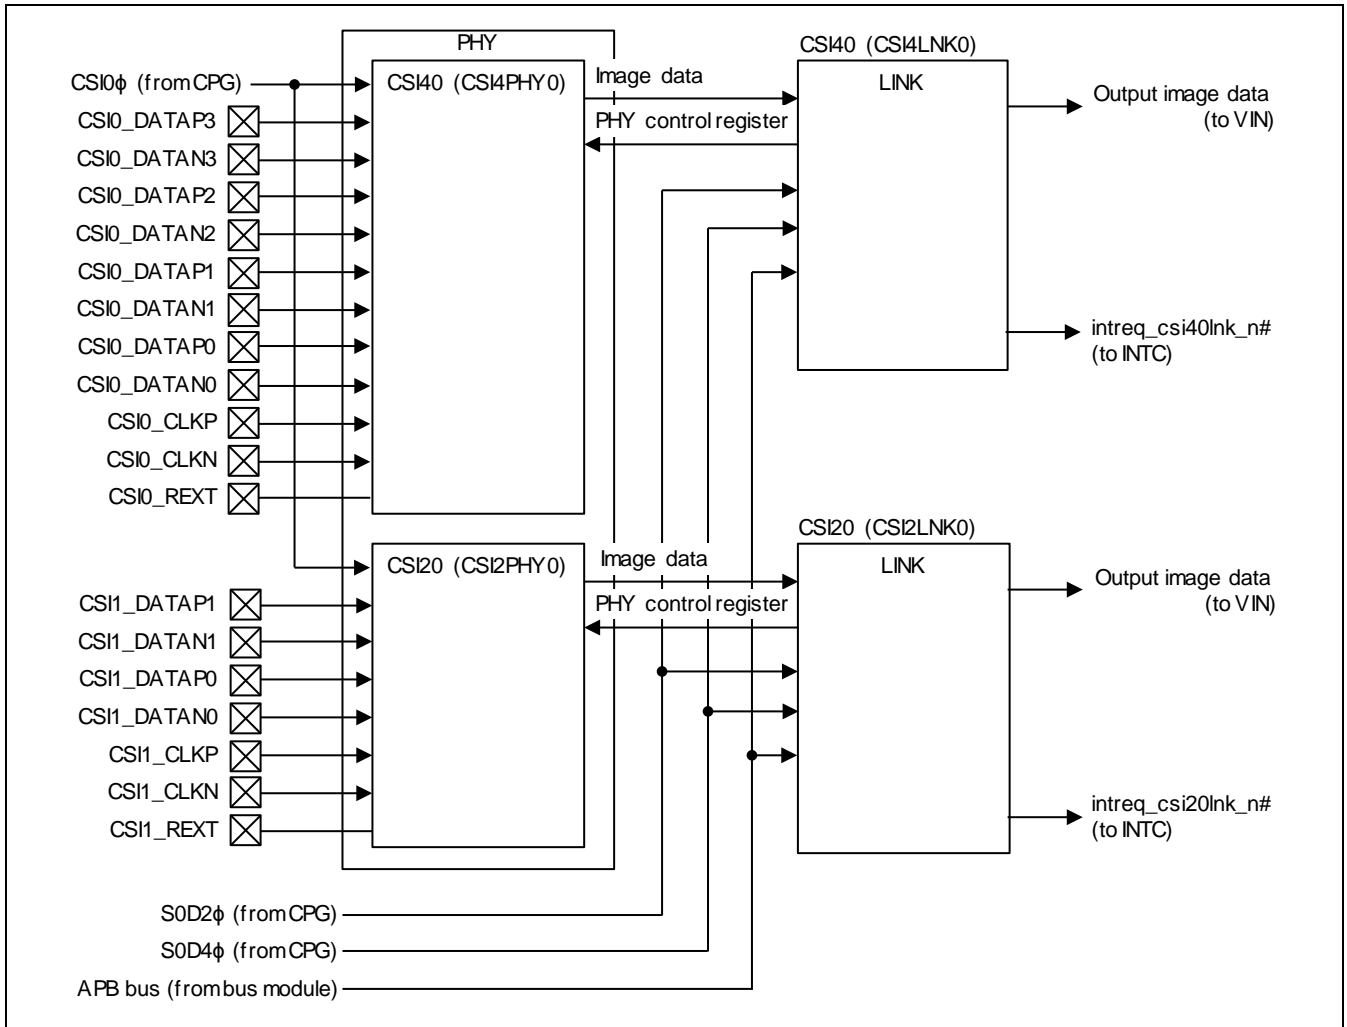 PHY
CSI40 (CSI4LNK0)
CSI0ϕ (from CPG)
CSI40 (CSI4PHY0)
Image data
LINK
Output image data
(to VIN)
CSI0_DATAP3
PHY control register
CSI0_DATAN3
CSI0_DATAP2
CSI0_DATAN2
CSI0_DATAP1
CSI0_DATAN1
CSI0_DATAP0
intreq_csi40lnk_n#
(to INTC)
CSI0_DATAN0
CSI0_CLKP
CSI0_CLKN
CSI0_REXT
CSI20 (CSI2LNK0)
CSI20 (CSI2PHY0)
Image data
LINK
Output image data
(to VIN)
CSI1_DATAP1
PHY control register
CSI1_DATAN1
CSI1_DATAP0
CSI1_DATAN0
CSI1_CLKP
CSI1_CLKN
CSI1_REXT
intreq_csi20lnk_n#
(to INTC)
S0D2ϕ (from CPG)
S0D4ϕ (from CPG)
APB bus (from bus module)